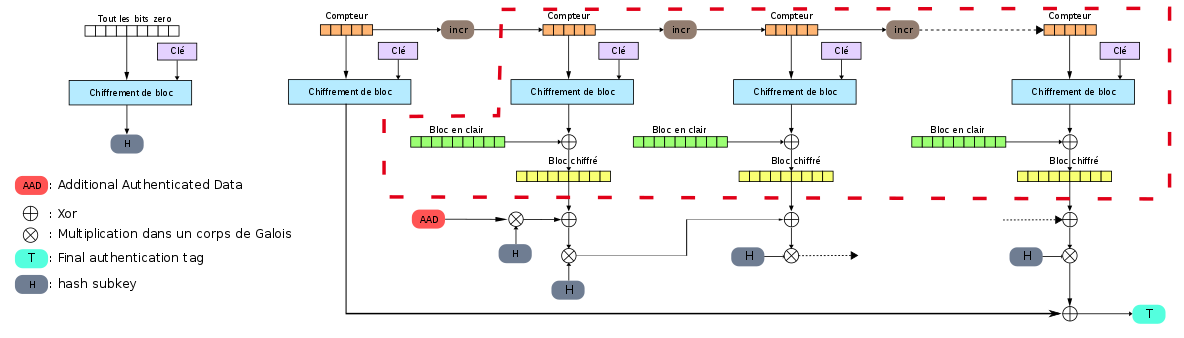 Tout les bits zero
Clé
Chiffrement de bloc
H
Compteur
incr
Compteur
incr
Compteur
incr
Compteur
Clé
Clé
Clé
Clé
Chiffrement de bloc
Chiffrement de bloc
Chiffrement de bloc
Chiffrement de bloc
Bloc en clair
Bloc en clair
Bloc en clair
Bloc chiffré
Bloc chiffré
Bloc chiffré
AAD
H
H
H
H
T
AAD : Additional Authenticated Data
: Xor
: Multiplication dans un corps de Galois
T : Final authentication tag
H : hash subkey